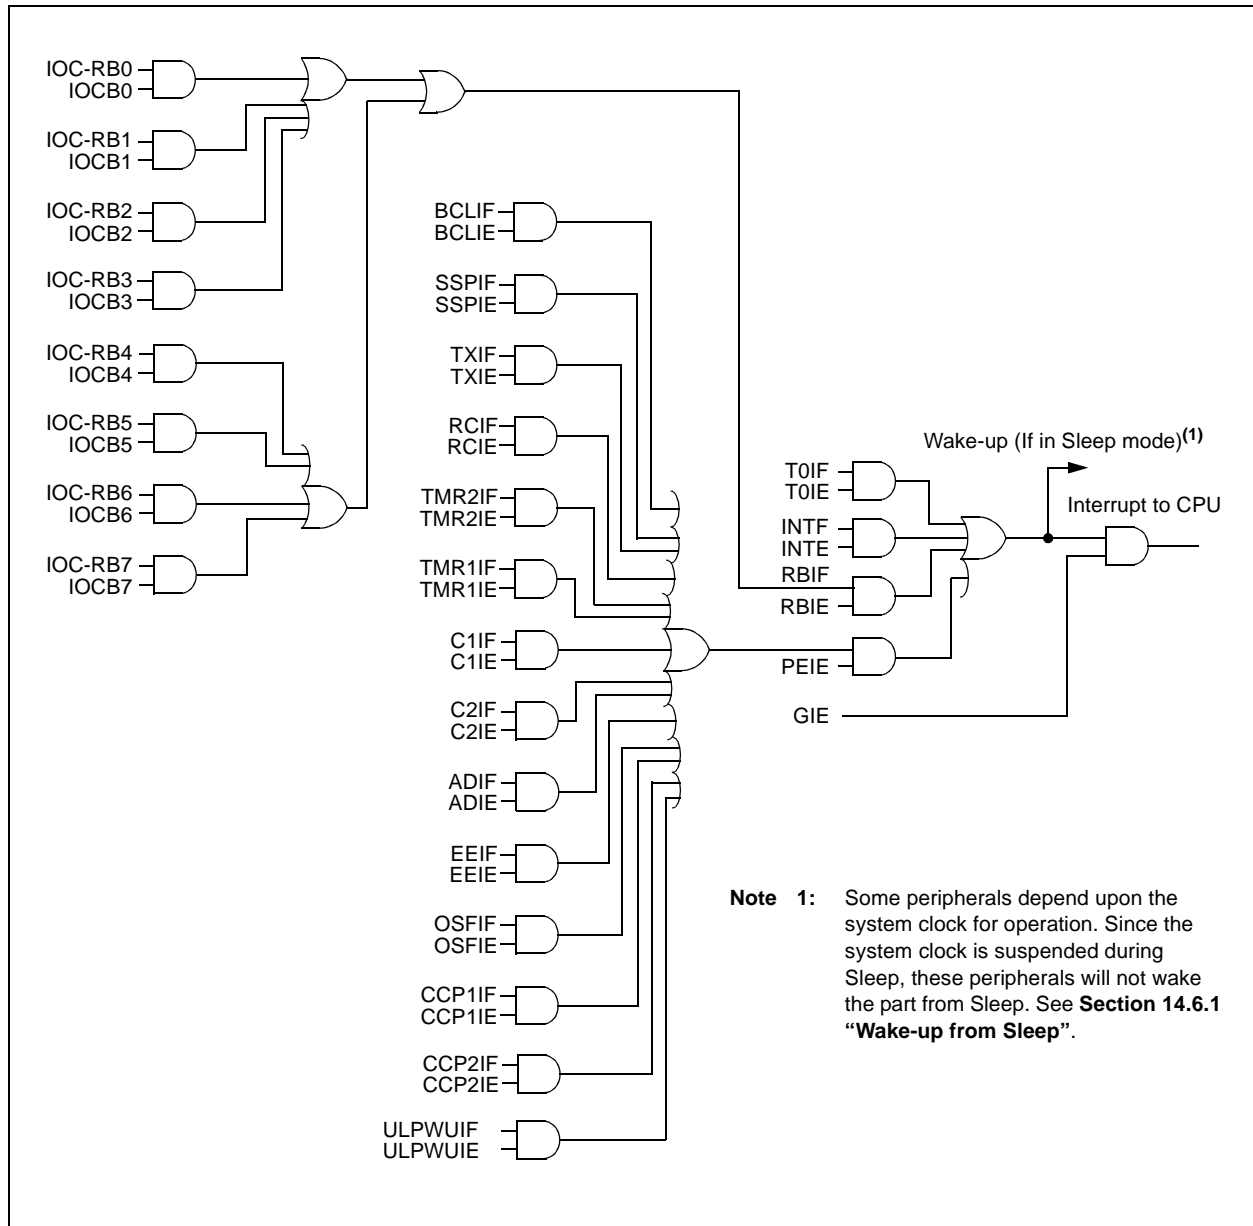 IOC-RB0
IOCB0
IOC-RB1
IOCB1
IOC-RB2
IOCB2
IOC-RB3
IOCB3
IOC-RB4
IOCB4
IOC-RB5
IOCB5
IOC-RB6
IOCB6
IOC-RB7
IOCB7
BCLIF
BCLIE
SSPIF
SSPIE
TXIF
TXIE
RCIF
RCIE
TMR2IF
TMR2IE
TMR1IF
TMR1IE
C1IF
C1IE
C2IF
C2IE
ADIF
ADIE
EEIF
EEIE
OSFIF
OSFIE
CCP1IF
CCP1IE
CCP2IF
CCP2IE
ULPWUIF
ULPWUIE
Wake-up (If in Sleep mode)(1)
T0IF
T0IE
Interrupt to CPU
INTF
INTE
RBIF
RBIE
PEIE
GIE
Note 1: Some peripherals depend upon the
system clock for operation. Since the
system clock is suspended during
Sleep, these peripherals will not wake
the part from Sleep. See Section 14.6.1
“Wake-up from Sleep”.